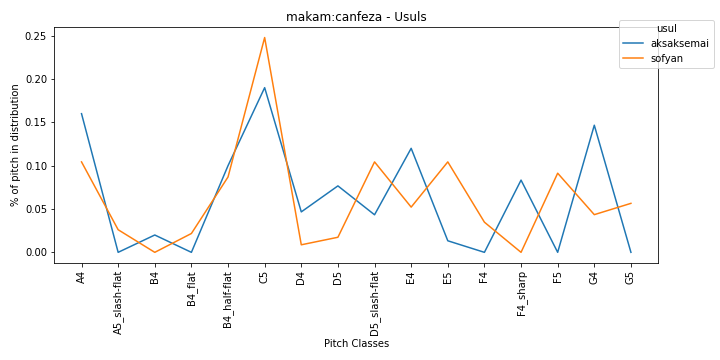 makam:canfeza - Usuls
usul
aksaksemai
sofyan
% of pitch in distribution
0.25
0.20
0.15
0.10
0.05
0.00
A4
A5_slash-flat
B4
B4_flat
B4_half-flat
C5
D4
D5
D5_slash-flat
E4
E5
F4
F4_sharp
F5
G4
G5
Pitch Classes